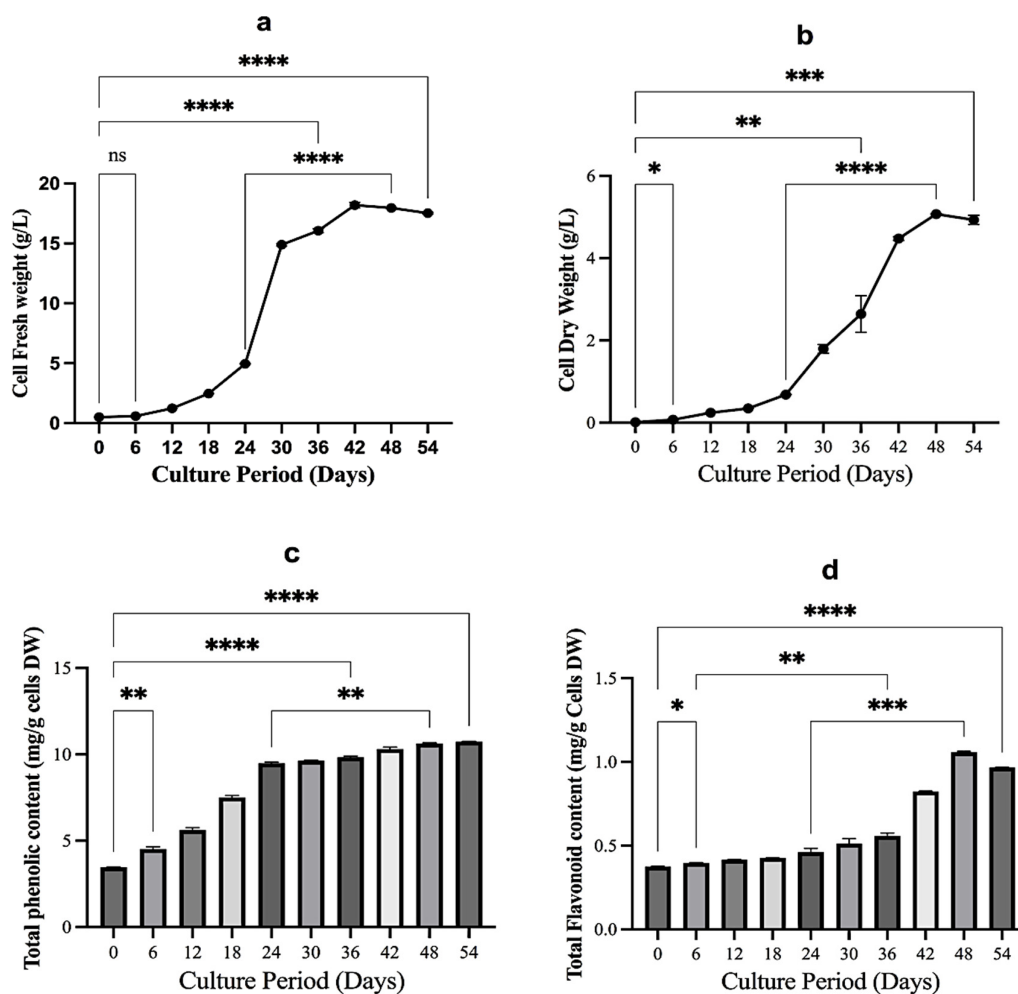 a
****
****
ns
****
20
15
10
5
0
Cell Fresh weight (g/L)
0 6 12 18 24 30 36 42 48 54
Culture Period (Days)
b
***
**
*
****
6
4
2
0
Cell Dry Weight (g/L)
0 6 12 18 24 30 36 42 48 54
Culture Period (Days)
c
****
****
**
**
15
10
5
0
Total phenolic content (mg/g cells DW)
0 6 12 18 24 30 36 42 48 54
Culture Period (Days)
d
****
**
*
***
1.5
1.0
0.5
0.0
Total Flavonoid content (mg/g Cells DW)
0 6 12 18 24 30 36 42 48 54
Culture Period (Days)